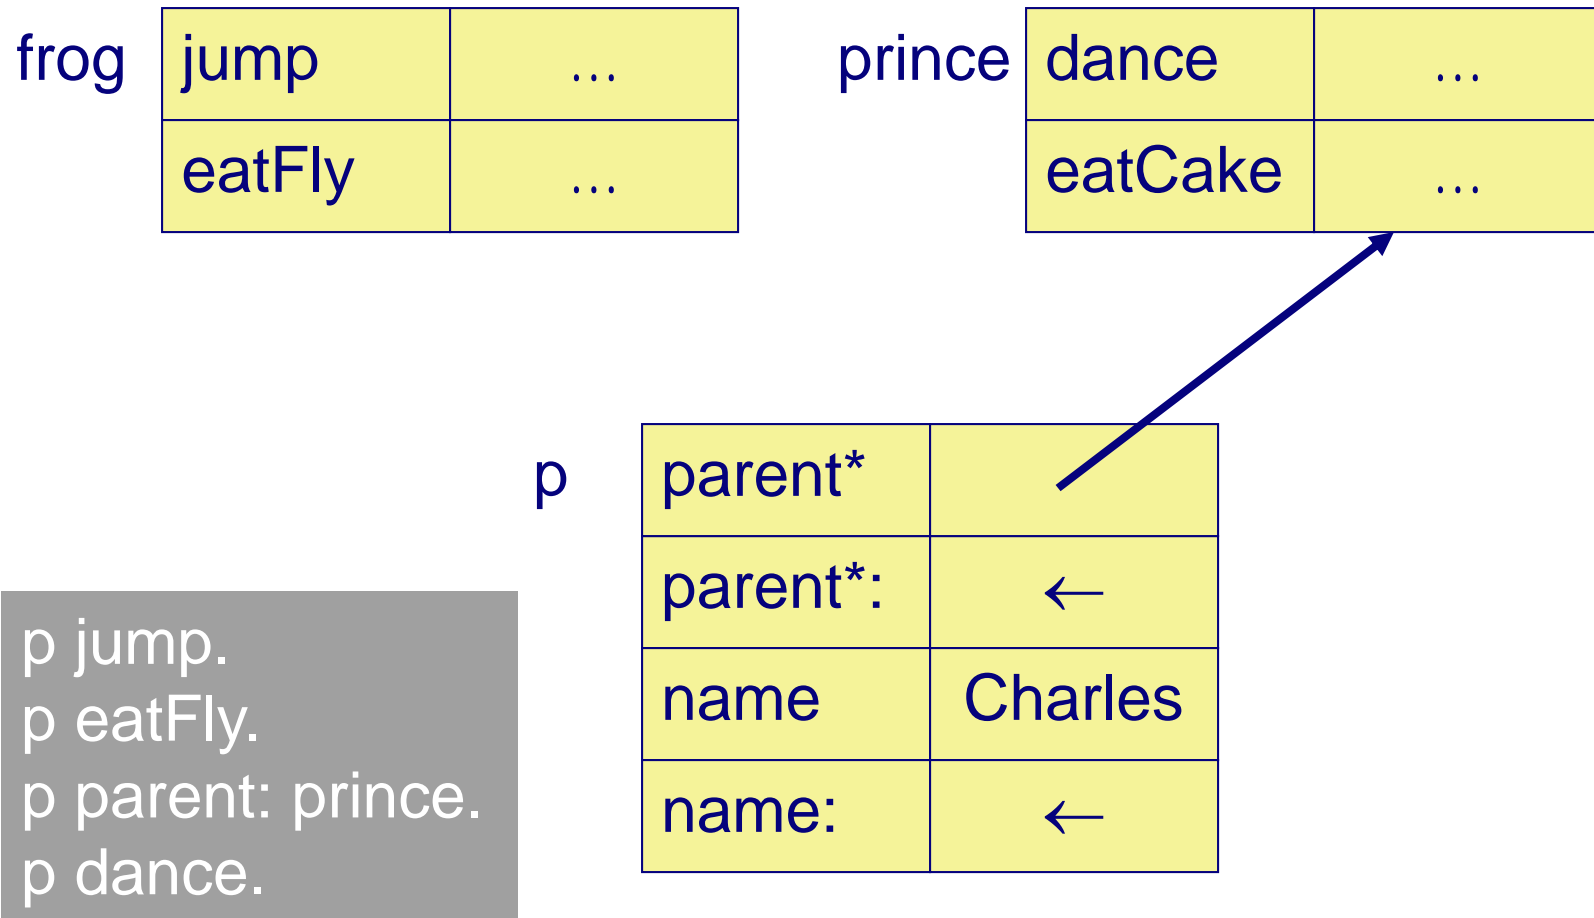 frog jump … prince dance …
eatFly … eatCake …
p parent*
parent*: ←
name Charles
name: ←
p jump.
p eatFly.
p parent: prince.
p dance.